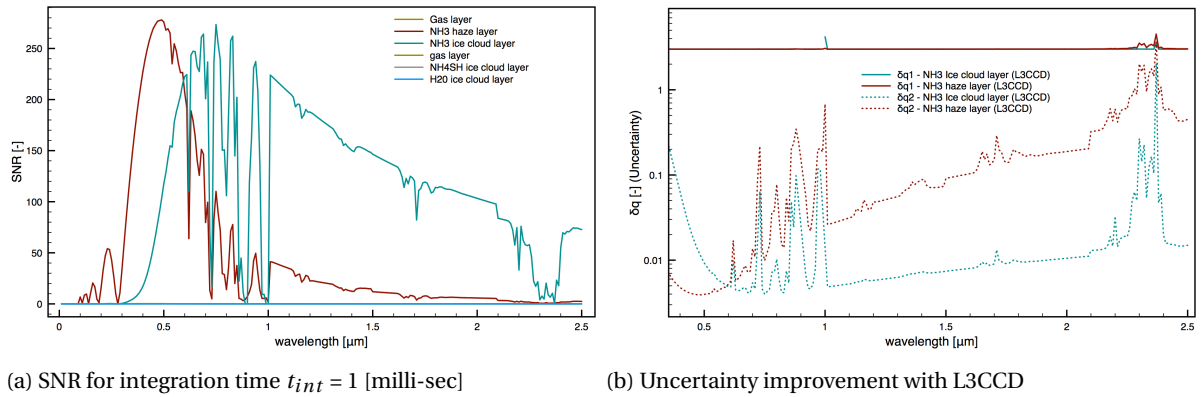 Gas layer
NH3 haze layer
NH3 ice cloud layer
gas layer
NH4SH ice cloud layer
H20 ice cloud layer
SNR [-]
250
200
150
100
50
0
0
0.5
1
1.5
2
2.5
wavelength [µm]
(a) SNR for integration time t_int = 1 [milli-sec]
δq1 - NH3 Ice cloud layer (L3CCD)
δq1 - NH3 haze layer (L3CCD)
δq2 - NH3 Ice cloud layer (L3CCD)
δq2 - NH3 haze layer (L3CCD)
δq [-] (Uncertainty)
1
0.1
0.01
0.5
1
1.5
2
2.5
wavelength [µm]
(b) Uncertainty improvement with L3CCD